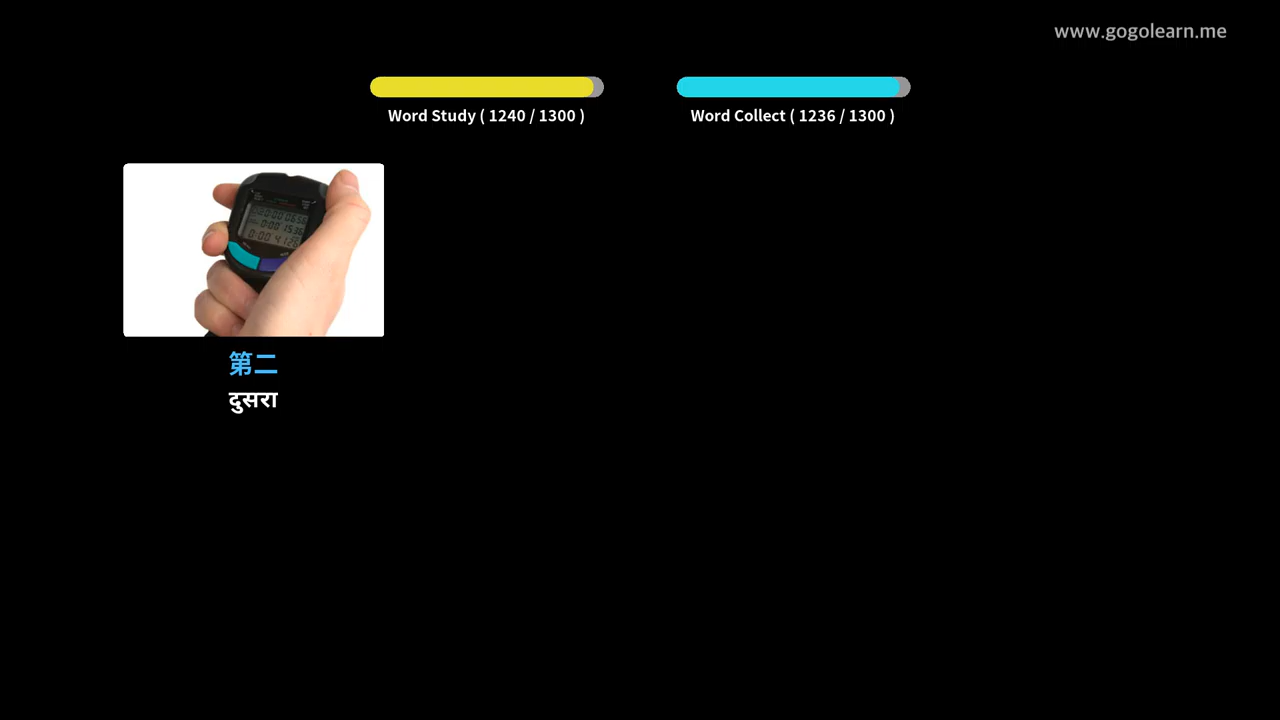 www.gogolearn.me
Word Study ( 1240 / 1300 )
Word Collect ( 1236 / 1300 )
第二
दुसरा